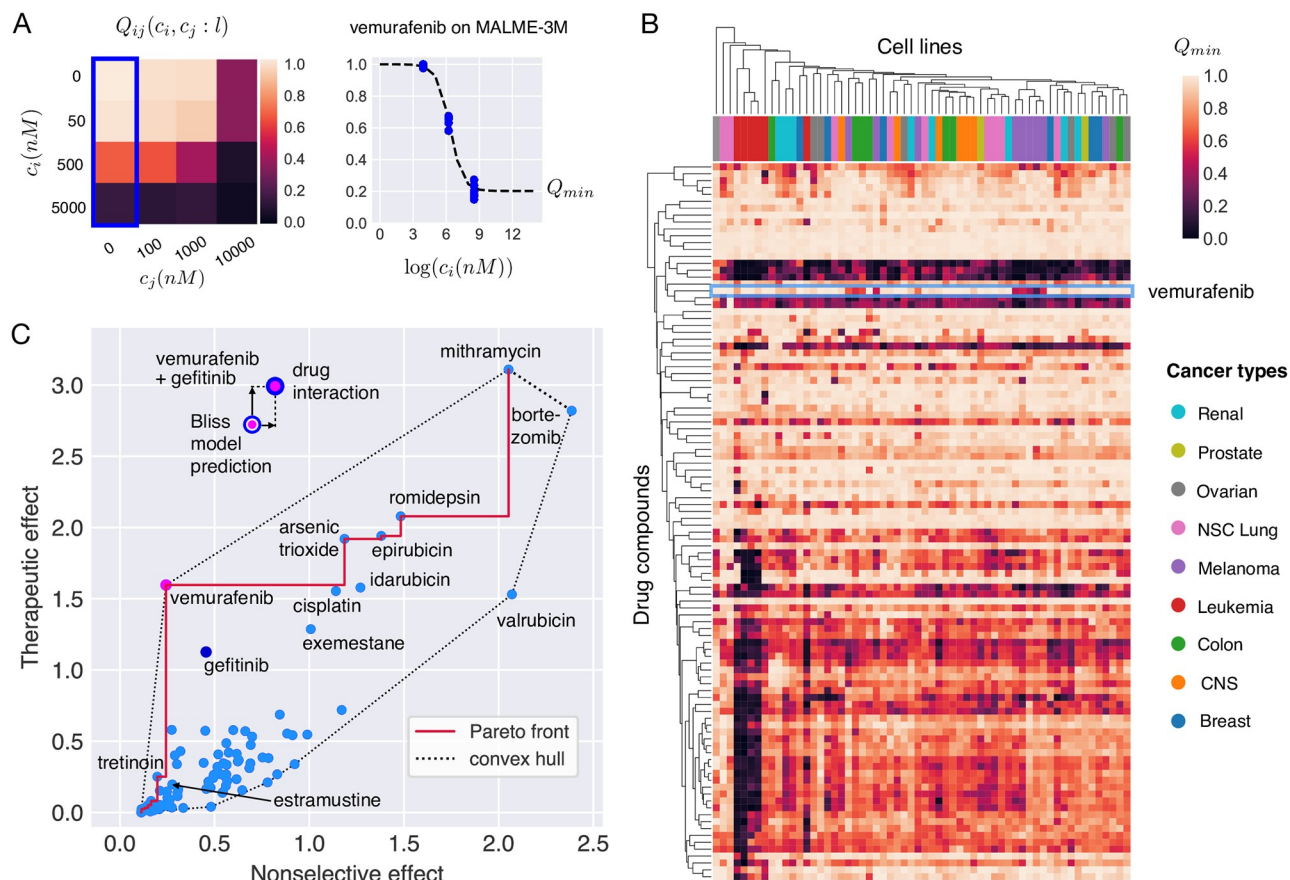 A
Q_{ij}(c_i, c_j : l)
0
50
500
5000
c_i(nM)
0
100
1000
10000
c_j(nM)
1.0
0.8
0.6
0.4
0.2
0.0
vemurafenib on MALME-3M
1.0
0.8
0.6
0.4
0.2
0.0
Q_{min}
0 3 6 9 12
log(c_i(nM))
B
Cell lines
Q_{min}
1.0
0.8
0.6
0.4
0.2
0.0
vemurafenib
Drug compounds
Cancer types
Renal
Prostate
Ovarian
NSC Lung
Melanoma
Leukemia
Colon
CNS
Breast
C
Therapeutic effect
3.0
2.5
2.0
1.5
1.0
0.5
0.0
vemurafenib
+ gefitinib
drug
interaction
Bliss
model
prediction
mithramycin
borte-
zomib
romidepsin
arsenic
trioxide
epirubicin
idarubicin
vemurafenib
cisplatin
valrubicin
exemestane
gefitinib
tretinoin
estramustine
Pareto front
convex hull
0.0 0.5 1.0 1.5 2.0 2.5
Nonselective effect